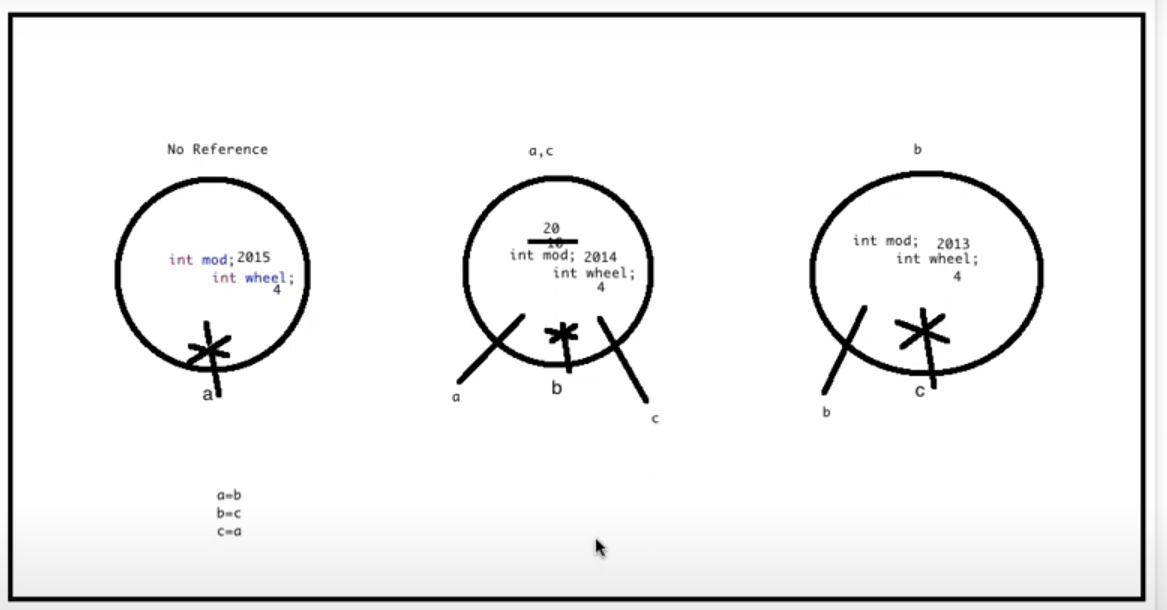 No Reference
a,c
b
int mod; 2015
int wheel;
4
a
20
10
int mod; 2014
int wheel;
4
a
b
c
int mod; 2013
int wheel;
4
b
c
a=b
b=c
c=a